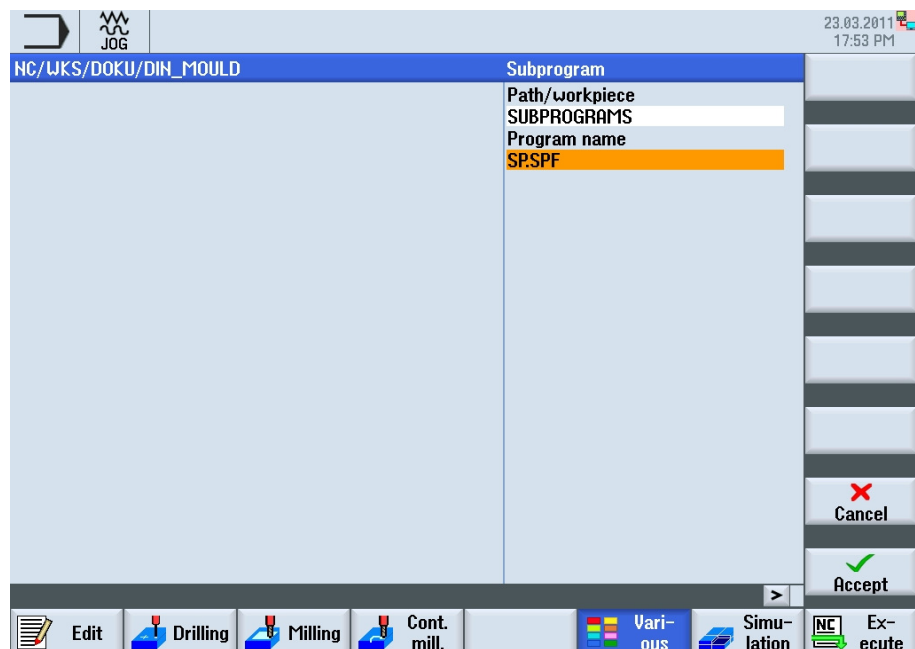 JOG
23.03.2011
17:53 PM
NC/WKS/DOKU/DIN_MOULD
Subprogram
Path/workpiece
SUBPROGRAMS
Program name
SP.SPF
Cancel
Accept
>
Edit
Drilling
Milling
Cont.
mill.
Vari-
ous
Simu-
lation
NC
Ex-
ecute